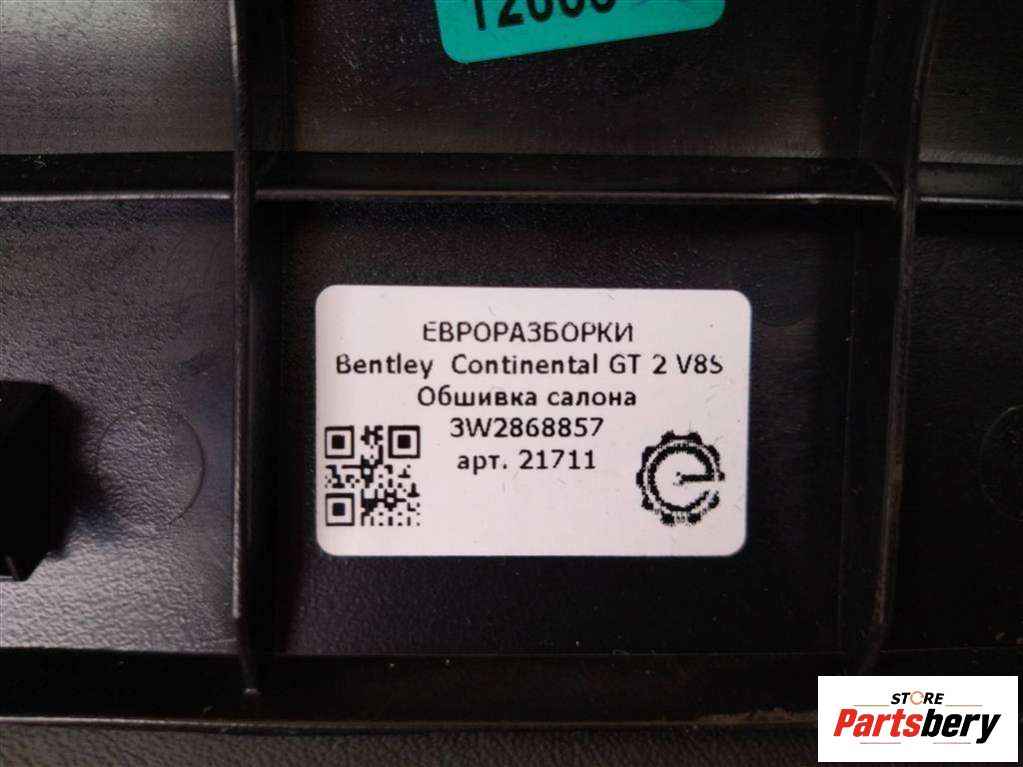 ЕВРОРАЗБОРКИ
Bentley Continental GT 2 V8S
Обшивка салона
3W2868857
арт. 21711
STORE
Partsbery